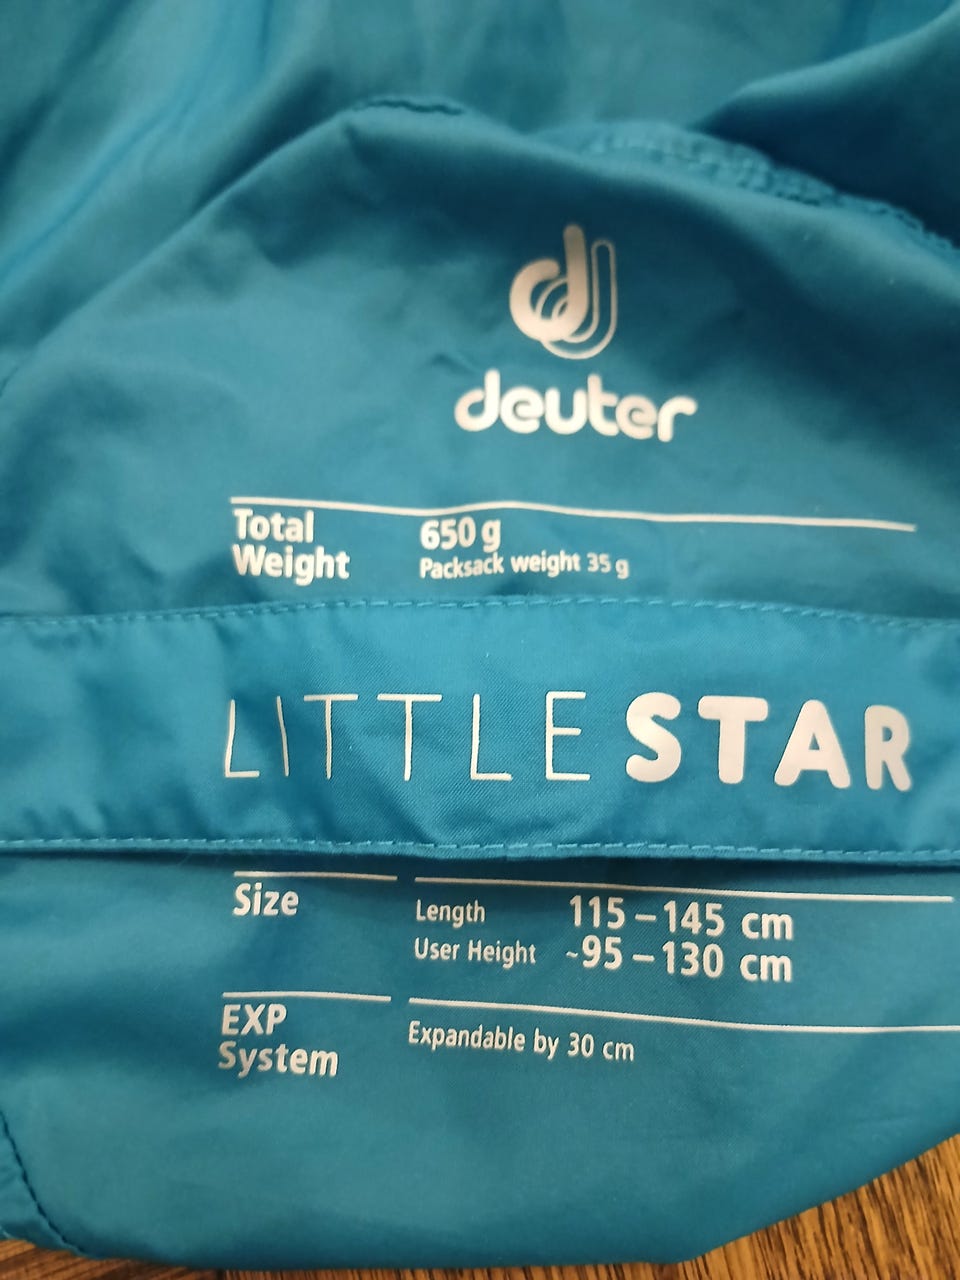 deuter
Total Weight 650 g
Packsack weight 35 g
LITTLE STAR
Size Length 115 – 145 cm
User Height ~95 – 130 cm
EXP System Expandable by 30 cm